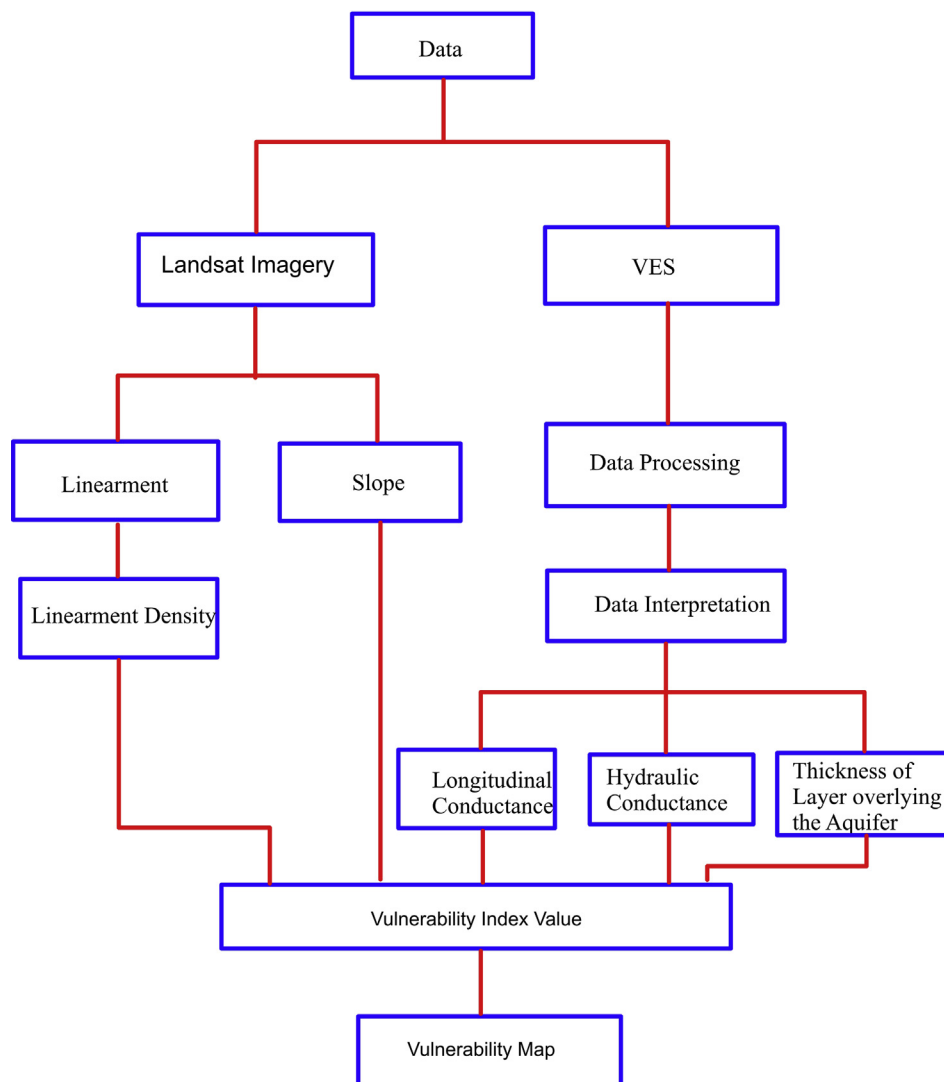 Data
Landsat Imagery
VES
Linearment
Slope
Data Processing
Linearment Density
Data Interpretation
Longitudinal
Conductance
Hydraulic
Conductance
Thickness of
Layer overlying
the Aquifer
Vulnerability Index Value
Vulnerability Map